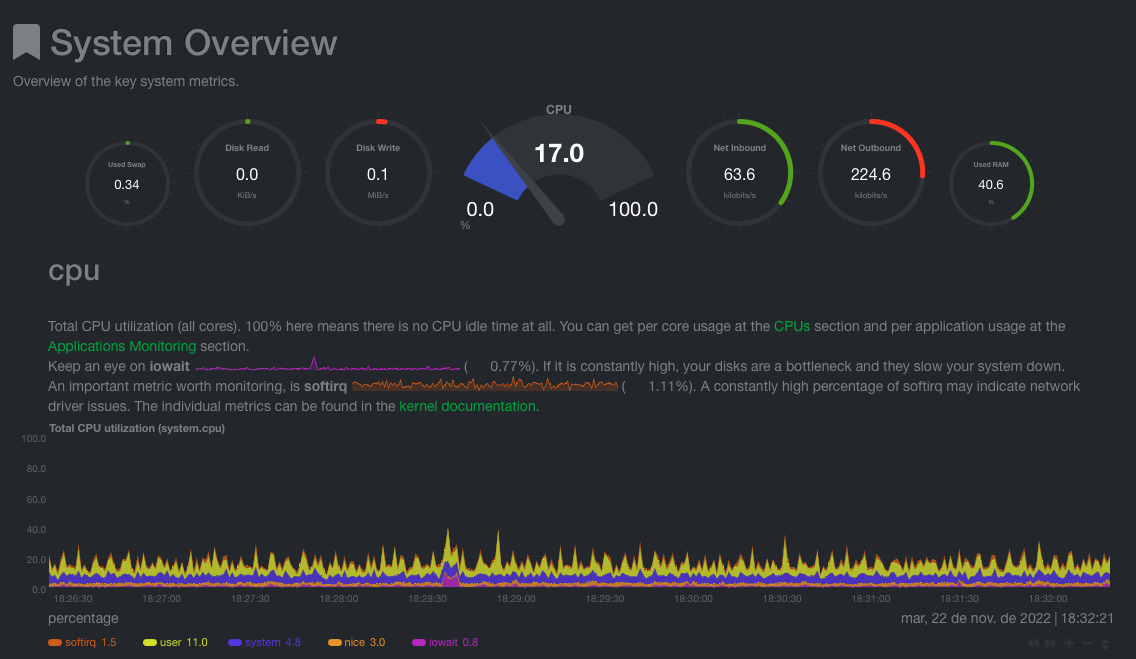 System Overview
Overview of the key system metrics.
CPU
Used Swap
0.34
%
Disk Read
0.0
KiB/s
Disk Write
0.1
MiB/s
17.0
0.0
100.0
%
Net Inbound
63.6
kilobits/s
Net Outbound
224.6
kilobits/s
Used RAM
40.6
%
cpu
Total CPU utilization (all cores). 100% here means there is no CPU idle time at all. You can get per core usage at the CPUs section and per application usage at the
Applications Monitoring section.
Keep an eye on iowait ( 0.77%). If it is constantly high, your disks are a bottleneck and they slow your system down.
An important metric worth monitoring, is softirq ( 1.11%). A constantly high percentage of softirq may indicate network
driver issues. The individual metrics can be found in the kernel documentation.
Total CPU utilization (system.cpu)
100.0
80.0
60.0
40.0
20.0
0.0
18:26:30 18:27:00 18:27:30 18:28:00 18:28:30 18:29:00 18:29:30 18:30:00 18:30:30 18:31:00 18:31:30 18:32:00
percentage mar, 22 de nov. de 2022 | 18:32:21
softirq 1.5 user 11.0 system 4.8 nice 3.0 iowait 0.8